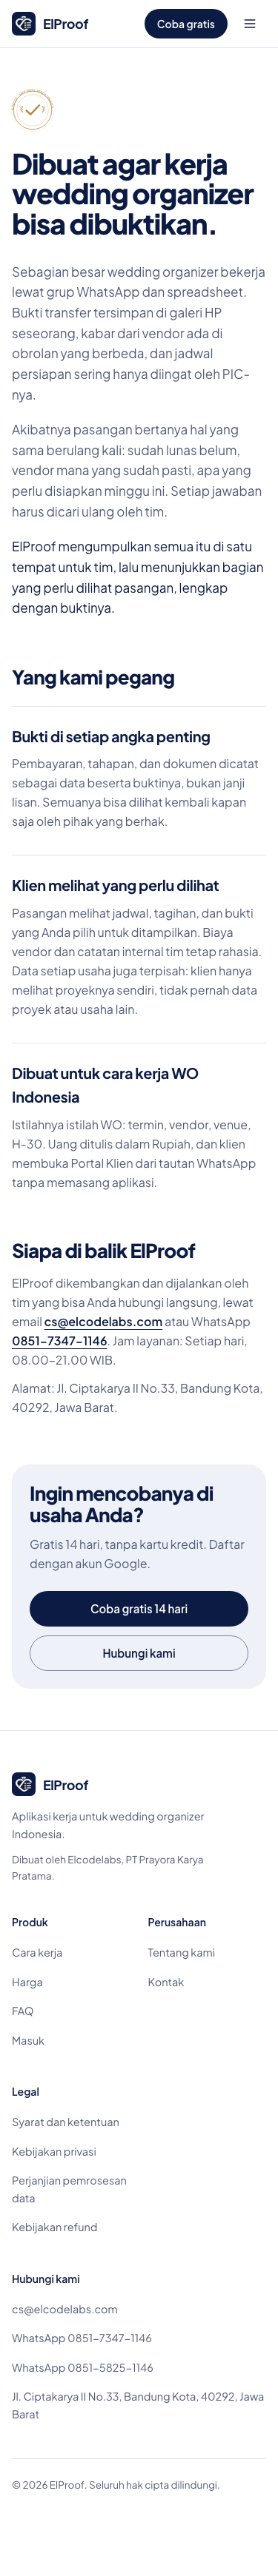 ElProof
Coba gratis
Dibuat agar kerja
wedding organizer
bisa dibuktikan.
Sebagian besar wedding organizer bekerja
lewat grup WhatsApp dan spreadsheet.
Bukti transfer tersimpan di galeri HP
seseorang, kabar dari vendor ada di
obrolan yang berbeda, dan jadwal
persiapan sering hanya diingat oleh PIC-
nya.
Akibatnya pasangan bertanya hal yang
sama berulang kali: sudah lunas belum,
vendor mana yang sudah pasti, apa yang
perlu disiapkan minggu ini. Setiap jawaban
harus dicari ulang oleh tim.
ElProof mengumpulkan semua itu di satu
tempat untuk tim, lalu menunjukkan bagian
yang perlu dilihat pasangan, lengkap
dengan buktinya.
Yang kami pegang
Bukti di setiap angka penting
Pembayaran, tahapan, dan dokumen dicatat
sebagai data beserta buktinya, bukan janji
lisan. Semuanya bisa dilihat kembali kapan
saja oleh pihak yang berhak.
Klien melihat yang perlu dilihat
Pasangan melihat jadwal, tagihan, dan bukti
yang Anda pilih untuk ditampilkan. Biaya
vendor dan catatan internal tim tetap rahasia.
Data setiap usaha juga terpisah: klien hanya
melihat proyeknya sendiri, tidak pernah data
proyek atau usaha lain.
Dibuat untuk cara kerja WO
Indonesia
Istilahnya istilah WO: termin, vendor, venue,
H-30. Uang ditulis dalam Rupiah, dan klien
membuka Portal Klien dari tautan WhatsApp
tanpa memasang aplikasi.
Siapa di balik ElProof
ElProof dikembangkan dan dijalankan oleh
tim yang bisa Anda hubungi langsung, lewat
email cs@elcodelabs.com atau WhatsApp
0851-7347-1146. Jam layanan: Setiap hari,
08.00–21.00 WIB.
Alamat: Jl. Ciptakarya II No.33, Bandung Kota,
40292, Jawa Barat.
Ingin mencobanya di
usaha Anda?
Gratis 14 hari, tanpa kartu kredit. Daftar
dengan akun Google.
Coba gratis 14 hari
Hubungi kami
ElProof
Aplikasi kerja untuk wedding organizer
Indonesia.
Dibuat oleh Elcodelabs, PT Prayora Karya
Pratama.
Produk
Cara kerja
Harga
FAQ
Masuk
Perusahaan
Tentang kami
Kontak
Legal
Syarat dan ketentuan
Kebijakan privasi
Perjanjian pemrosesan
data
Kebijakan refund
Hubungi kami
cs@elcodelabs.com
WhatsApp 0851-7347-1146
WhatsApp 0851-5825-1146
Jl. Ciptakarya II No.33, Bandung Kota, 40292, Jawa
Barat
© 2026 ElProof. Seluruh hak cipta dilindungi.